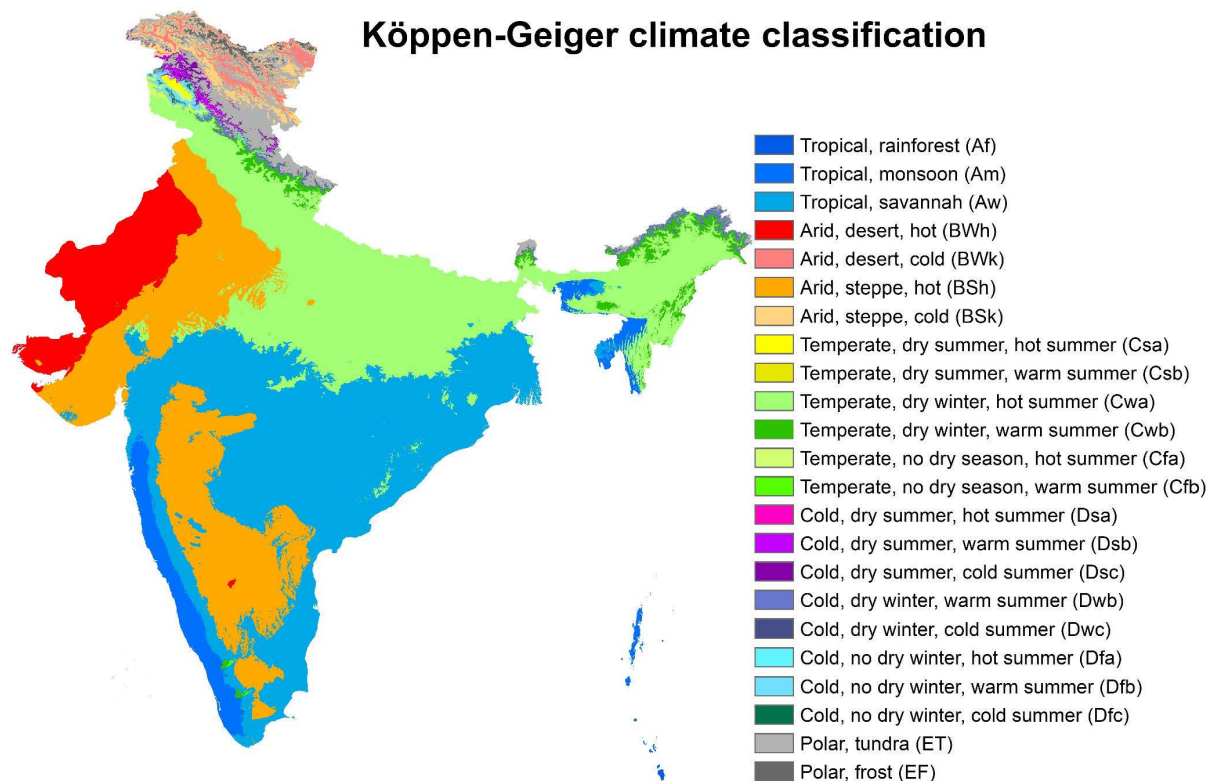 Köppen-Geiger climate classification
Tropical, rainforest (Af)
Tropical, monsoon (Am)
Tropical, savannah (Aw)
Arid, desert, hot (BWh)
Arid, desert, cold (BWk)
Arid, steppe, hot (BSh)
Arid, steppe, cold (BSk)
Temperate, dry summer, hot summer (Csa)
Temperate, dry summer, warm summer (Csb)
Temperate, dry winter, hot summer (Cwa)
Temperate, dry winter, warm summer (Cwb)
Temperate, no dry season, hot summer (Cfa)
Temperate, no dry season, warm summer (Cfb)
Cold, dry summer, hot summer (Dsa)
Cold, dry summer, warm summer (Dsb)
Cold, dry summer, cold summer (Dsc)
Cold, dry winter, warm summer (Dwb)
Cold, dry winter, cold summer (Dwc)
Cold, no dry winter, hot summer (Dfa)
Cold, no dry winter, warm summer (Dfb)
Cold, no dry winter, cold summer (Dfc)
Polar, tundra (ET)
Polar, frost (EF)